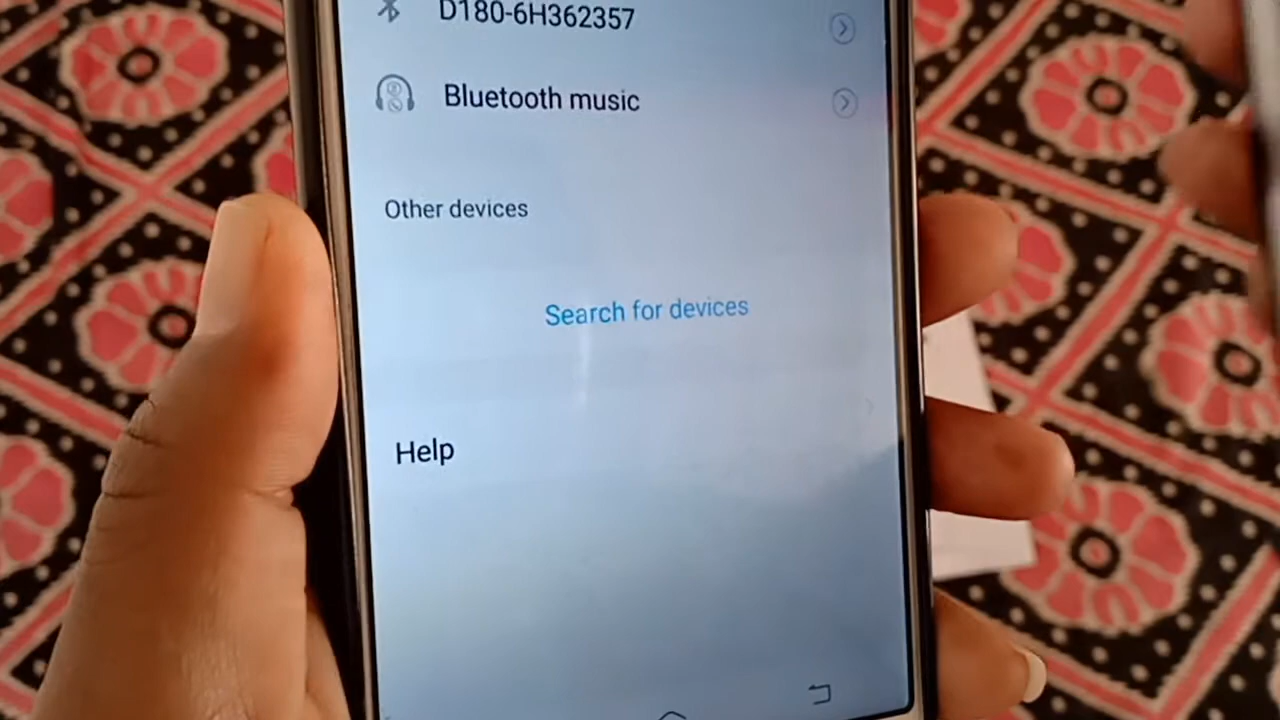 D180-6H362357
Bluetooth music
Other devices
Search for devices
Help